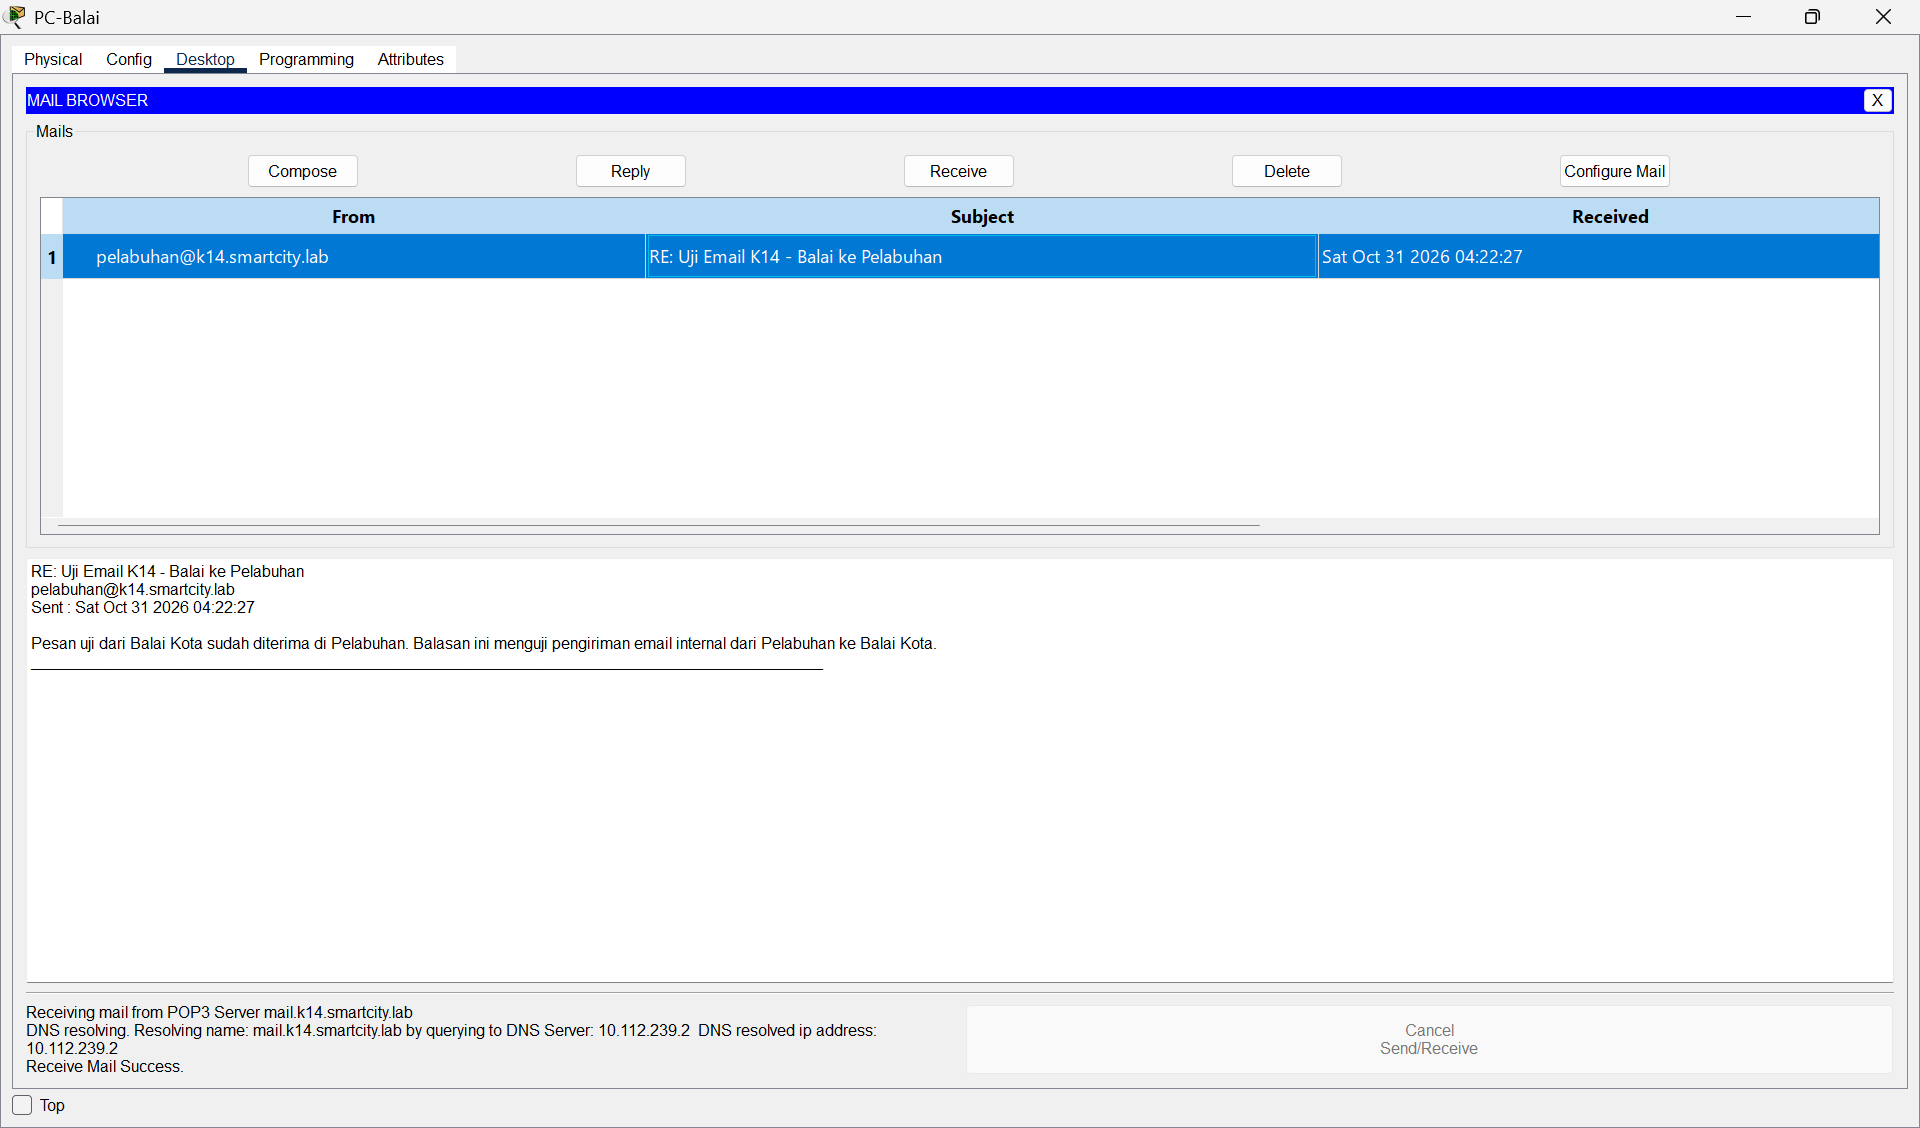 PC-Balai
Physical Config Desktop Programming Attributes
MAIL BROWSER X
Mails
Compose Reply Receive Delete Configure Mail
From Subject Received
1 pelabuhan@k14.smartcity.lab RE: Uji Email K14 - Balai ke Pelabuhan Sat Oct 31 2026 04:22:27
RE: Uji Email K14 - Balai ke Pelabuhan
pelabuhan@k14.smartcity.lab
Sent : Sat Oct 31 2026 04:22:27
Pesan uji dari Balai Kota sudah diterima di Pelabuhan. Balasan ini menguji pengiriman email internal dari Pelabuhan ke Balai Kota.
Receiving mail from POP3 Server mail.k14.smartcity.lab
DNS resolving. Resolving name: mail.k14.smartcity.lab by querying to DNS Server: 10.112.239.2 DNS resolved ip address:
10.112.239.2
Receive Mail Success.
Cancel
Send/Receive
Top